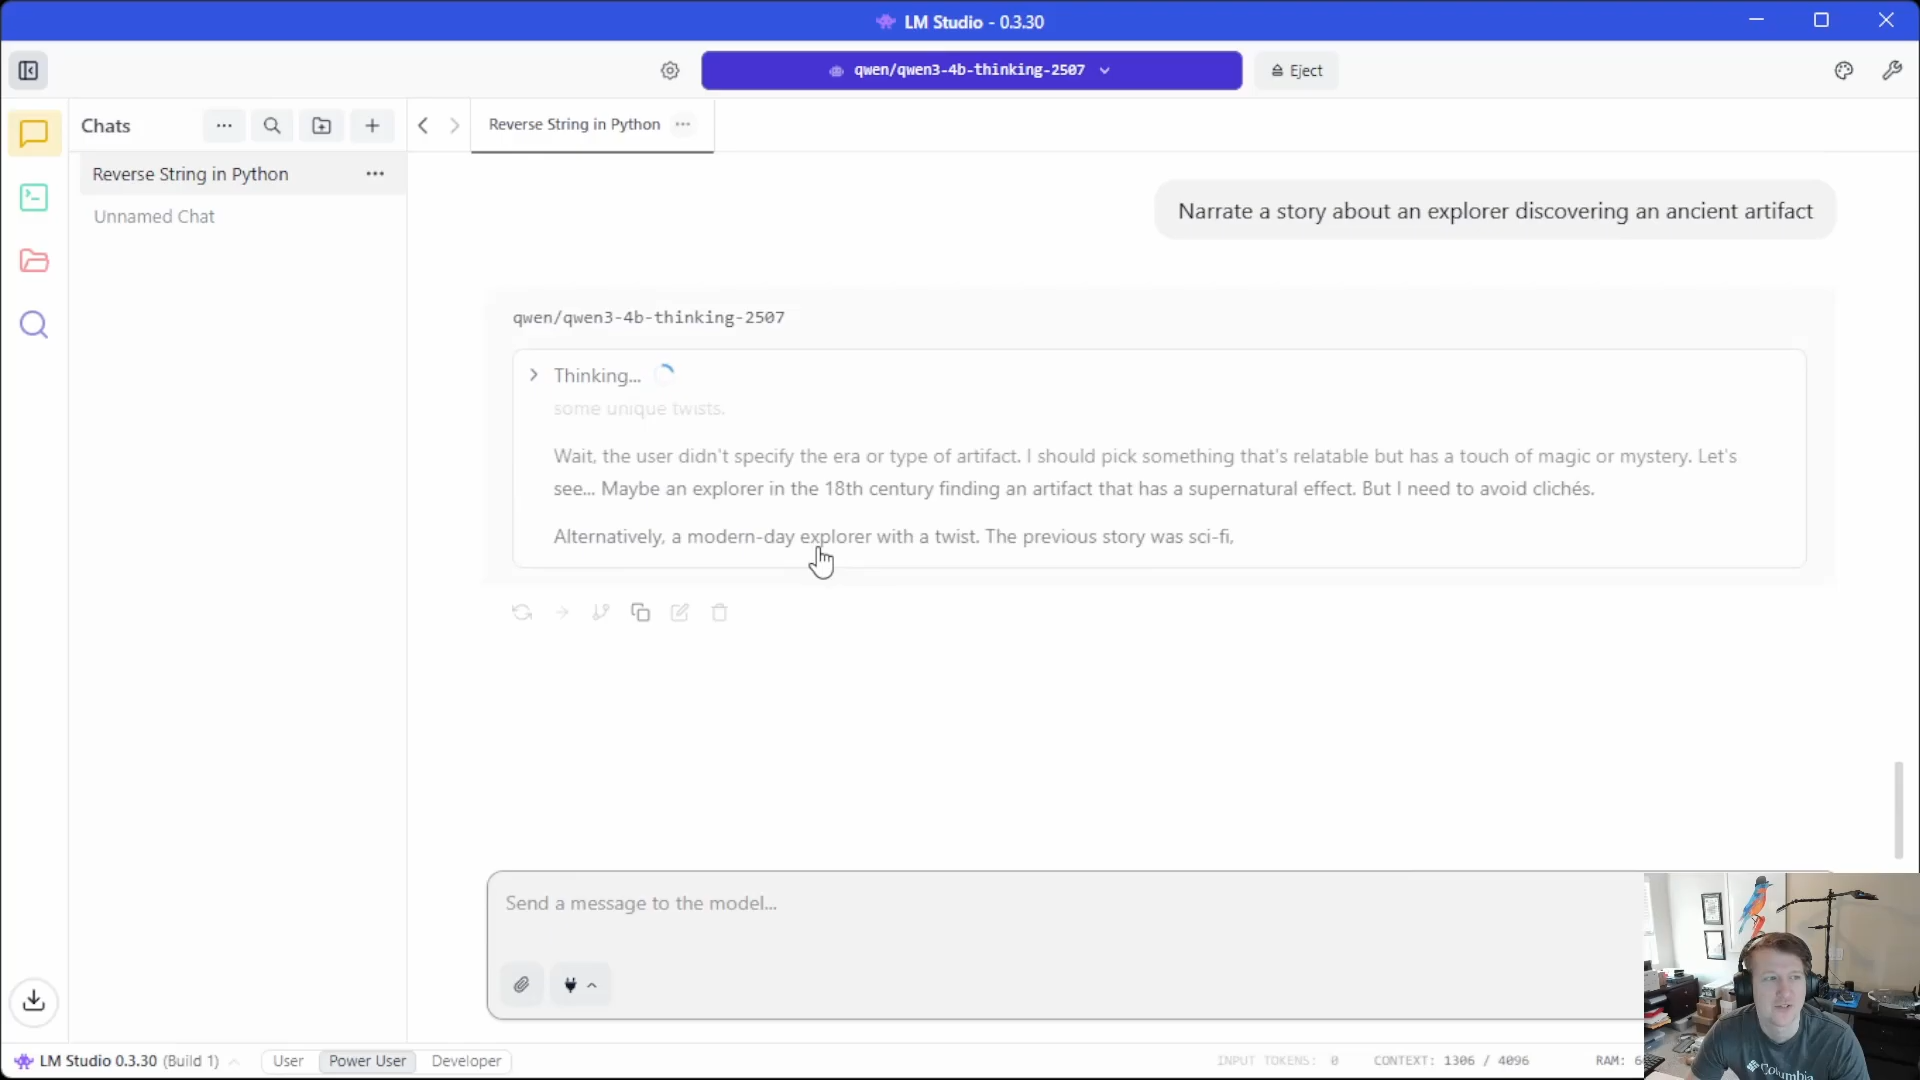 LM Studio - 0.3.30
qwen/qwen3-4b-thinking-2507
Eject
Chats
Reverse String in Python
Reverse String in Python
Unnamed Chat
Narrate a story about an explorer discovering an ancient artifact
qwen/qwen3-4b-thinking-2507
Thinking...
some unique twists.
Wait, the user didn't specify the era or type of artifact. I should pick something that's relatable but has a touch of magic or mystery. Let's
see... Maybe an explorer in the 18th century finding an artifact that has a supernatural effect. But I need to avoid clichés.
Alternatively, a modern-day explorer with a twist. The previous story was sci-fi,
Send a message to the model...
LM Studio 0.3.30 (Build 1)
User
Power User
Developer
INPUT TOKENS: 0
CONTEXT: 1306 / 4096
RAM: 6
Columbia